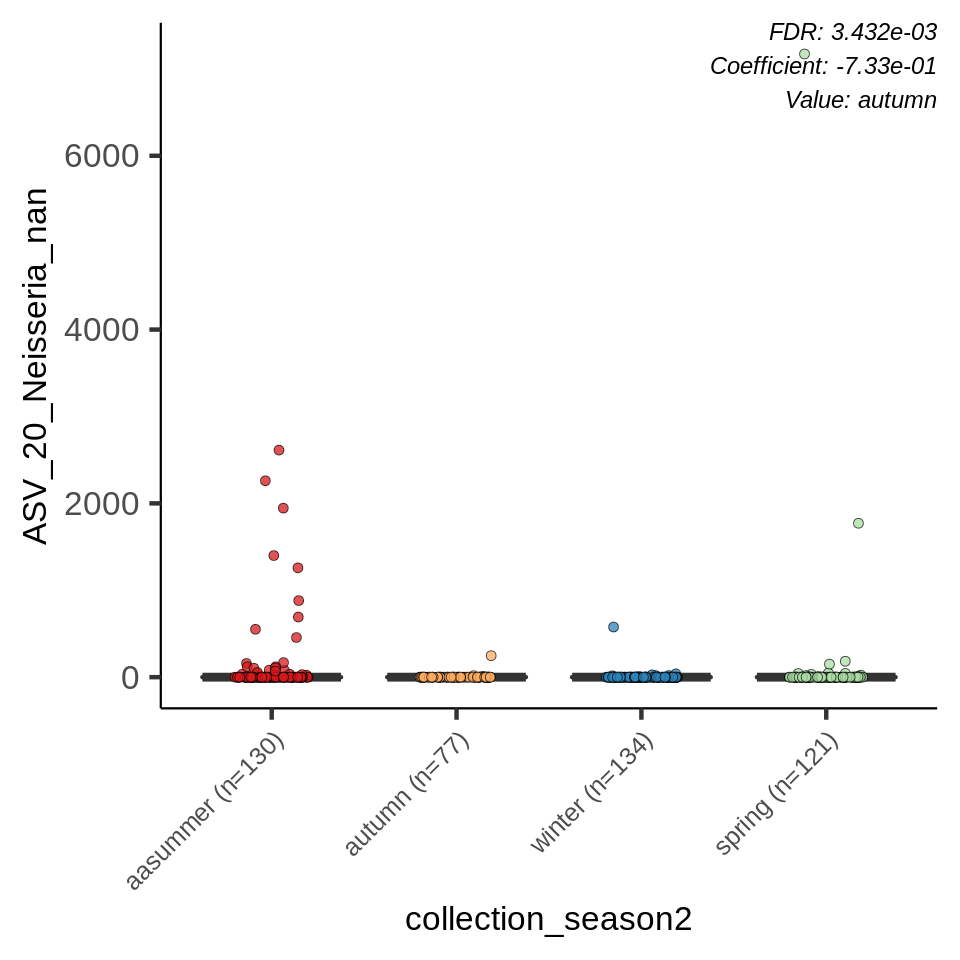 FDR: 3.432e-03
Coefficient: -7.33e-01
Value: autumn
ASV_20_Neisseria_nan
6000
4000
2000
0
aasummer (n=130)
autumn (n=77)
winter (n=134)
spring (n=121)
collection_season2